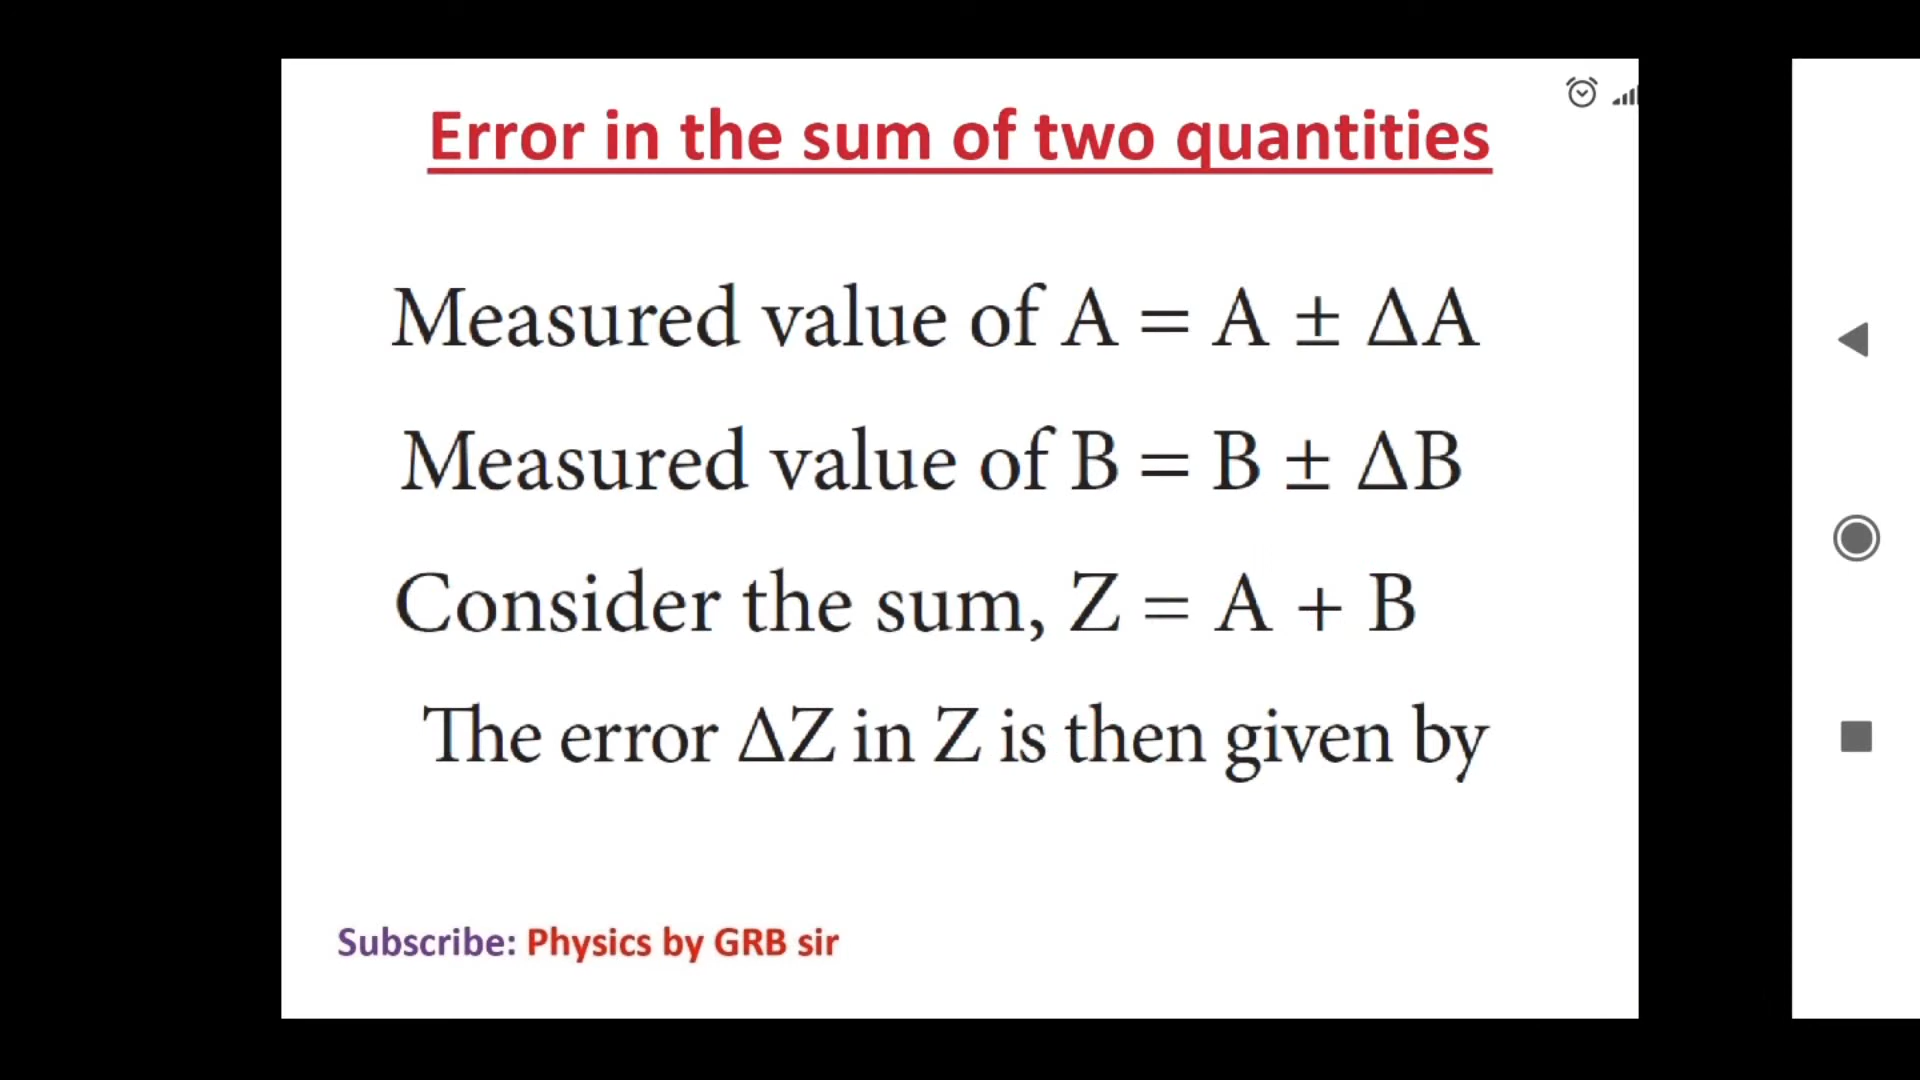 Error in the sum of two quantities
Measured value of A = A ± ΔA
Measured value of B = B ± ΔB
Consider the sum, Z = A + B
The error ΔZ in Z is then given by
Subscribe: Physics by GRB sir